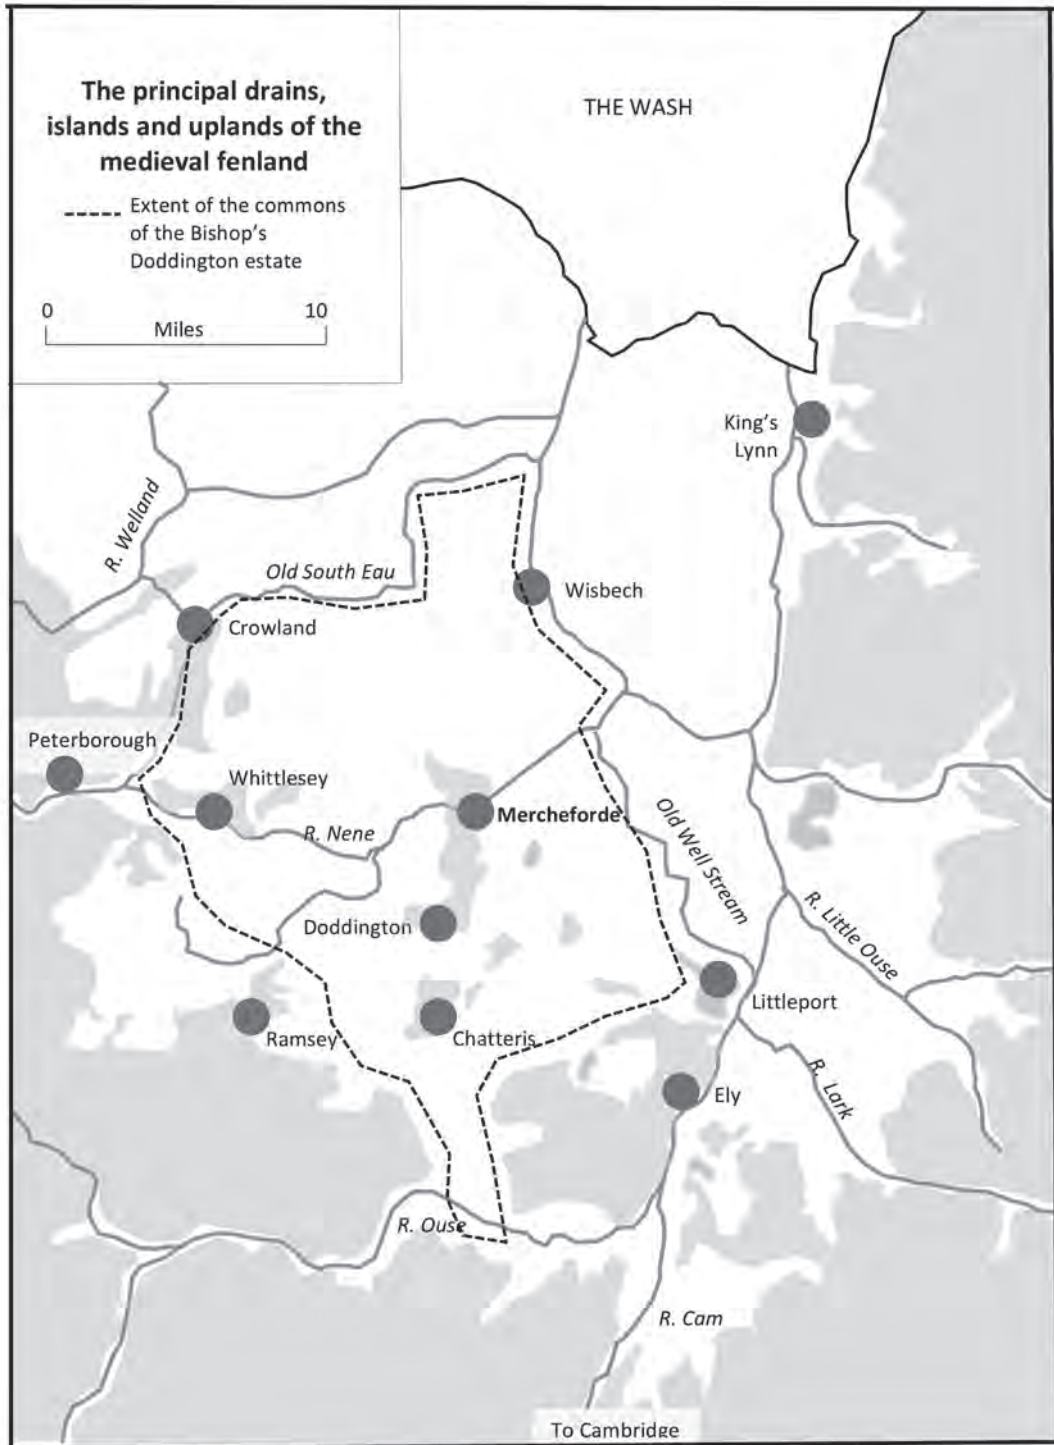 The principal drains,
islands and uplands of the
medieval fenland
Extent of the commons
of the Bishop's
Doddington estate
0 10
Miles
THE WASH
King's
Lynn
R. Welland
Old South Eau
Wisbech
Crowland
Peterborough
Whittlesey
R. Nene
Mercheforde
Old Well Stream
Doddington
R. Little Ouse
Littleport
Ramsey
Chatteris
R. Lark
Ely
R. Ouse
R. Cam
To Cambridge